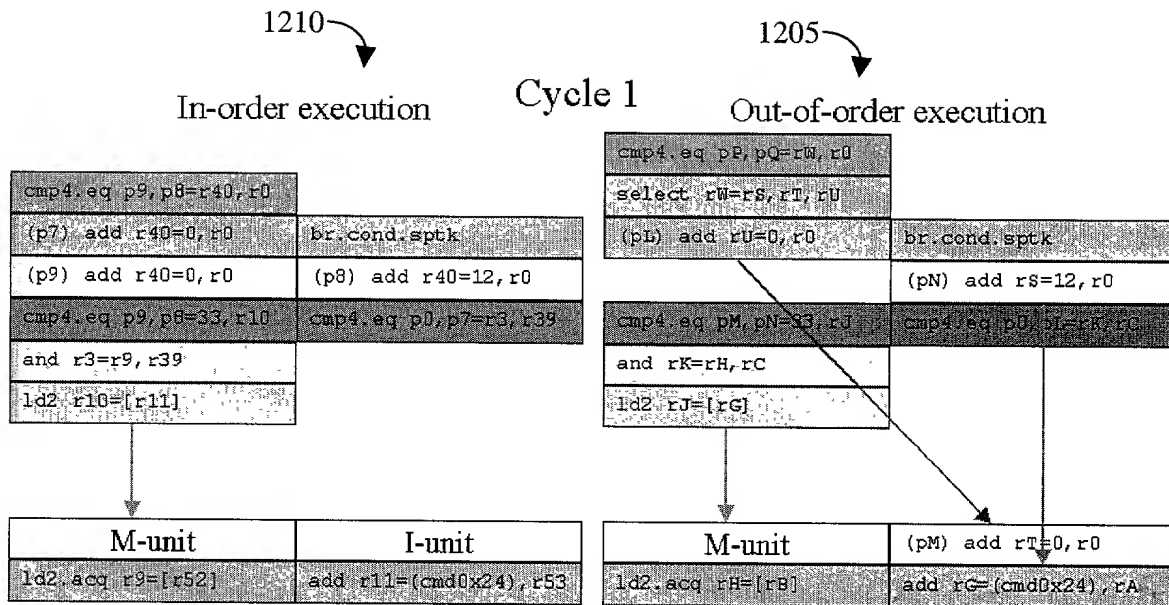 1210
1205
Cycle 1
In-order execution
Out-of-order execution
cmp4.eq p9,p8=r40,r0
(p7) add r40=0,r0
br.cond.sptk
(p9) add r40=0,r0
(p8) add r40=12,r0
cmp4.eq p9,p8=33,r10
cmp4.eq p0,p7=r3,r39
and r3=r9,r39
ld2 r10=[r11]
M-unit
I-unit
ld2.acq r9=[r52]
add r11=(cmd0x24),r53
cmp4.eq pP,pQ=rW,r0
select rW=rS,rT,rU
(pL) add rU=0,r0
br.cond.sptk
(pN) add rS=12,r0
cmp4.eq pM,pN=33,rJ
cmp4.eq p0,pL=rK,rC
and rK=rH,rC
ld2 rJ=[rG]
M-unit
(pM) add rT=0,r0
ld2.acq rH=[rB]
add rG=(cmd0x24),rA